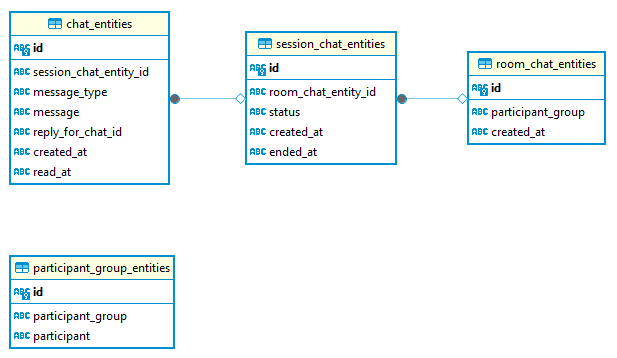 chat_entities
id
session_chat_entity_id
message_type
message
reply_for_chat_id
created_at
read_at
session_chat_entities
id
room_chat_entity_id
status
created_at
ended_at
room_chat_entities
id
participant_group
created_at
participant_group_entities
id
participant_group
participant